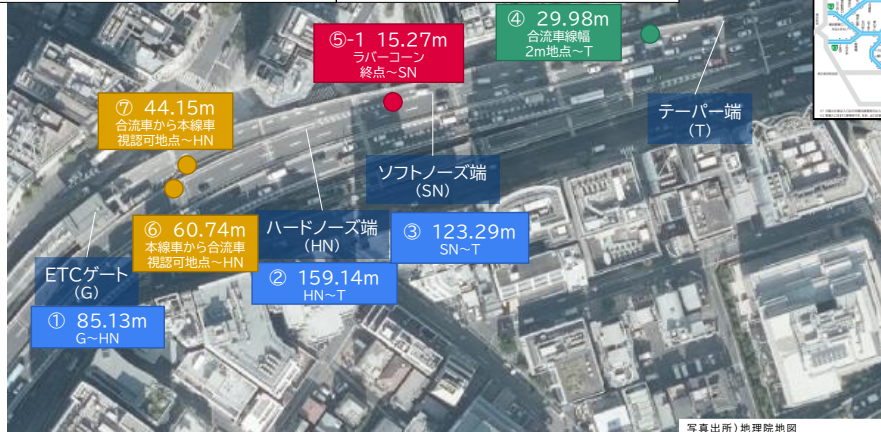 ④ 29.98m
合流車線幅
2m地点～T
⑤-1 15.27m
ラバーコーン
終点～SN
⑦ 44.15m
合流車から本線車
視認可地点～HN
テーパー端
(T)
ソフトノーズ端
(SN)
⑥ 60.74m
本線車から合流車
視認可地点～HN
ハードノーズ端
(HN)
③ 123.29m
SN～T
② 159.14m
HN～T
ETCゲート
(G)
① 85.13m
G～HN
写真出所)地理院地図